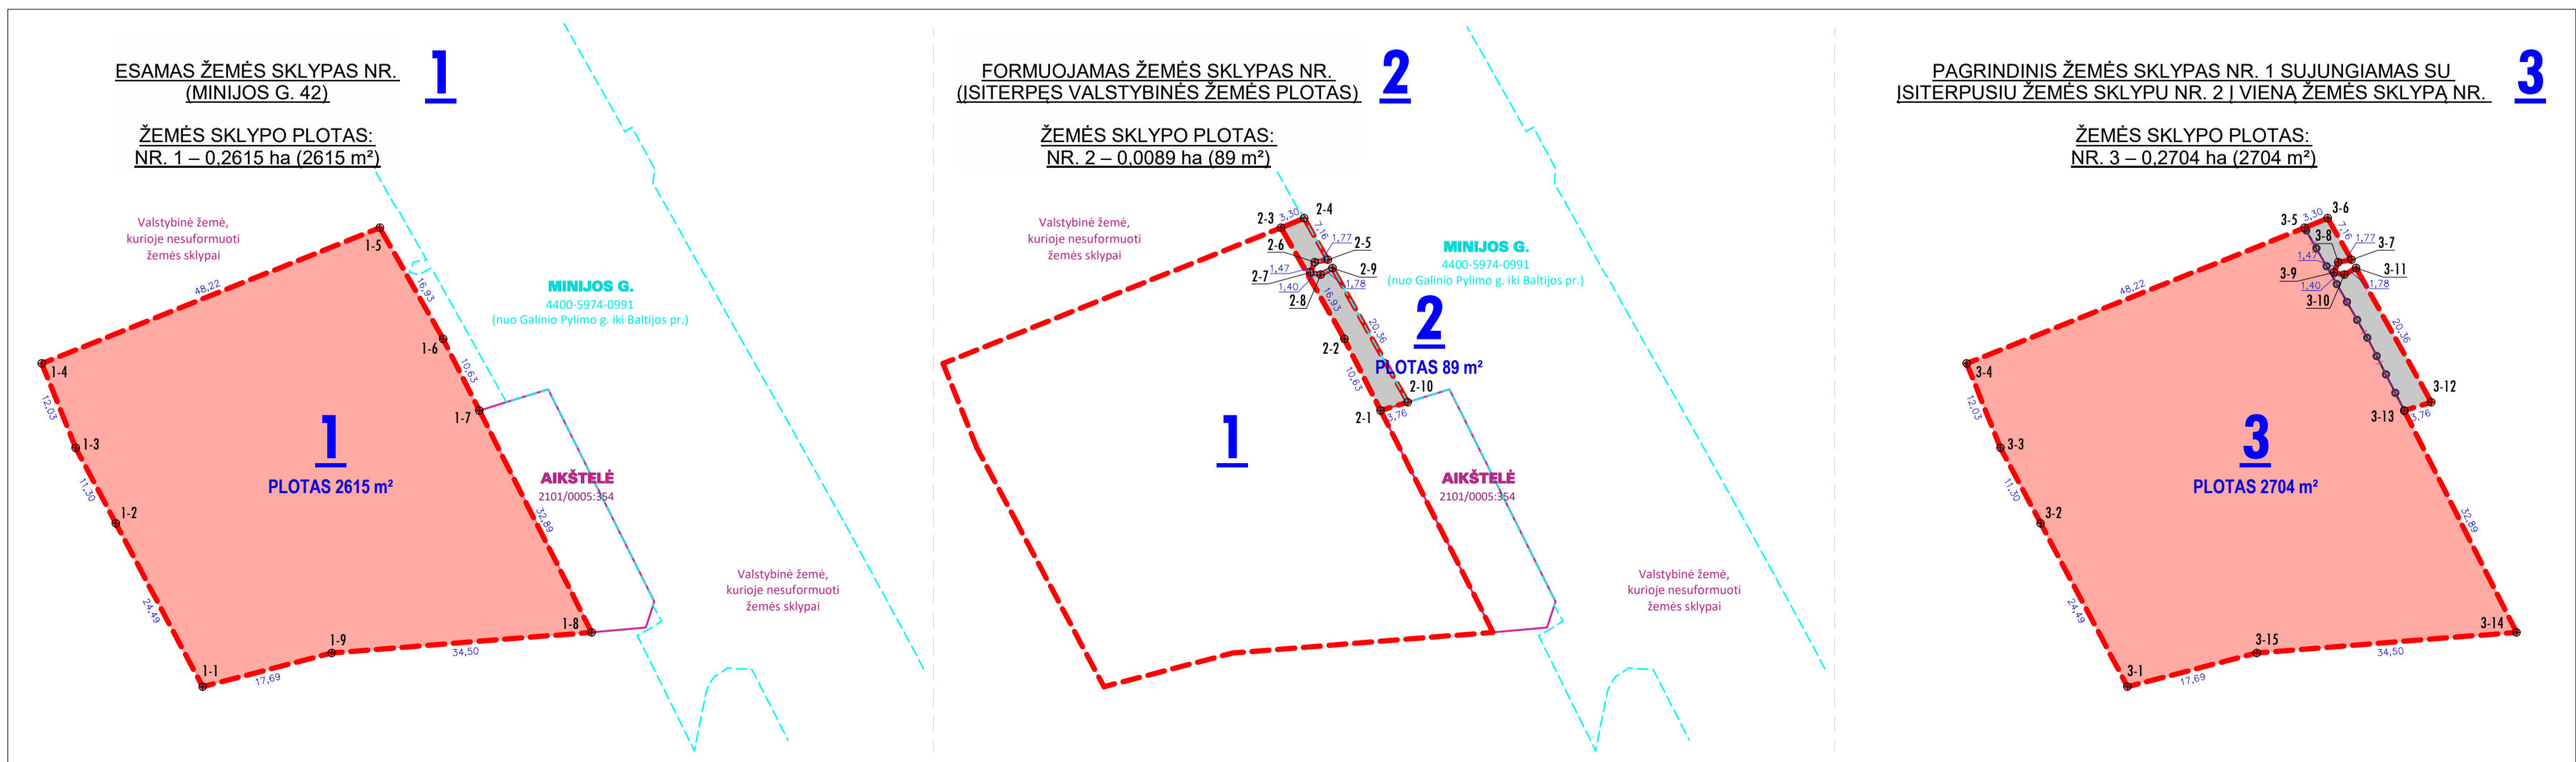 ESAMAS ŽEMĖS SKLYPAS NR. 1
(MINIJOS G. 42)
ŽEMĖS SKLYPO PLOTAS:
NR. 1 – 0,2615 ha (2615 m²)
Valstybinė žemė,
kurioje nesuformuoti
žemės sklypai
1-5
16,93
48,22
MINIJOS G.
4400-5974-0991
(nuo Galinio Pylimo g. iki Baltijos pr.)
1-6
1-4
10,63
12,03
1-7
1-3
1
PLOTAS 2615 m²
AIKŠTELĖ
2101/0005:354
11,30
1-2
32,89
Valstybinė žemė,
kurioje nesuformuoti
žemės sklypai
24,49
1-8
1-9
34,50
1-1
17,69
FORMUOJAMAS ŽEMĖS SKLYPAS NR. 2
(ĮSITERPĘS VALSTYBINĖS ŽEMĖS PLOTAS)
ŽEMĖS SKLYPO PLOTAS:
NR. 2 – 0,0089 ha (89 m²)
Valstybinė žemė,
kurioje nesuformuoti
žemės sklypai
2-3
3,30
2-4
7,16
2-6
1,77
2-5
2-7
1,47
2-9
1,40
1,78
2-8
16,93
MINIJOS G.
4400-5974-0991
(nuo Galinio Pylimo g. iki Baltijos pr.)
20,36
2
PLOTAS 89 m²
2-2
10,63
2-10
2-1
3,76
1
AIKŠTELĖ
2101/0005:354
Valstybinė žemė,
kurioje nesuformuoti
žemės sklypai
PAGRINDINIS ŽEMĖS SKLYPAS NR. 1 SUJUNGIAMAS SU
ĮSITERPUSIU ŽEMĖS SKLYPU NR. 2 Į VIENĄ ŽEMĖS SKLYPĄ NR. 3
ŽEMĖS SKLYPO PLOTAS:
NR. 3 – 0,2704 ha (2704 m²)
3-5
3,30
3-6
7,16
3-8
1,77
3-7
1,47
3-9
3-11
1,40
1,78
3-10
48,22
20,36
3-4
3-12
12,03
3-13
3,76
3-3
3
PLOTAS 2704 m²
11,30
3-2
32,89
24,49
3-14
3-15
34,50
3-1
17,69